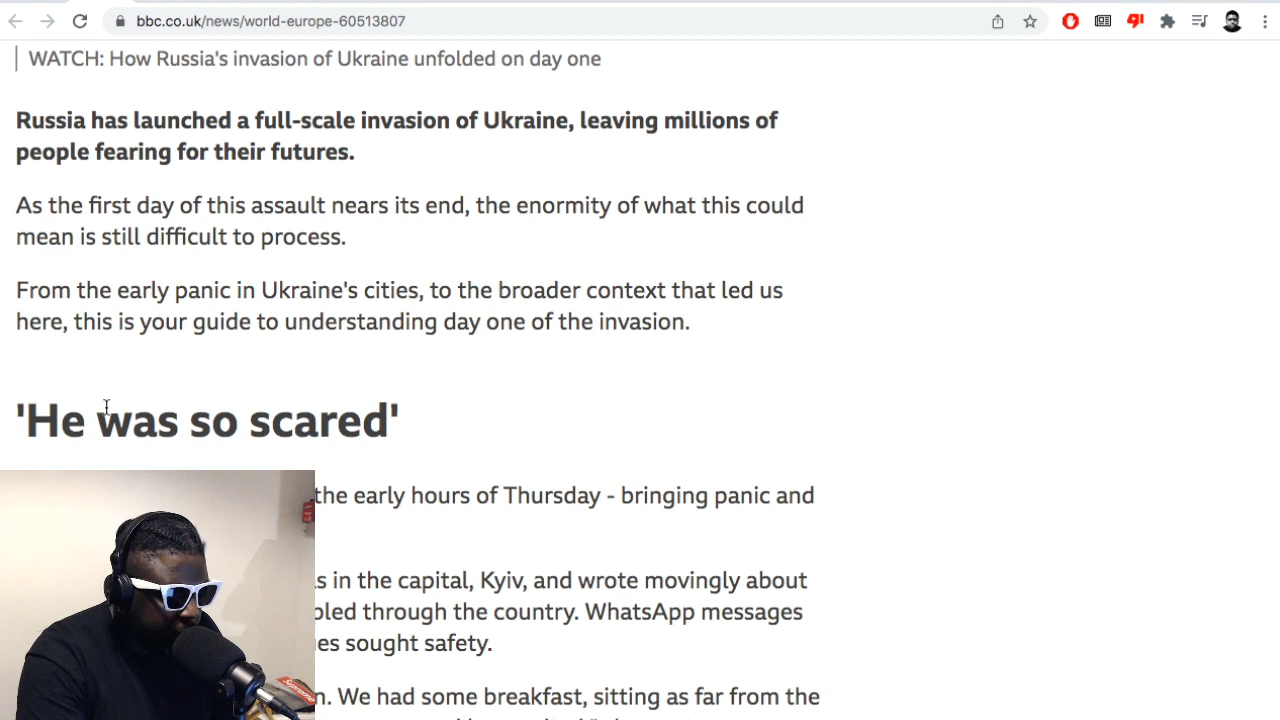 bbc.co.uk/news/world-europe-60513807
WATCH: How Russia's invasion of Ukraine unfolded on day one
Russia has launched a full-scale invasion of Ukraine, leaving millions of
people fearing for their futures.
As the first day of this assault nears its end, the enormity of what this could
mean is still difficult to process.
From the early panic in Ukraine's cities, to the broader context that led us
here, this is your guide to understanding day one of the invasion.
'He was so scared'
the early hours of Thursday - bringing panic and
in the capital, Kyiv, and wrote movingly about
through the country. WhatsApp messages
sought safety.
We had some breakfast, sitting as far from the
Supreme